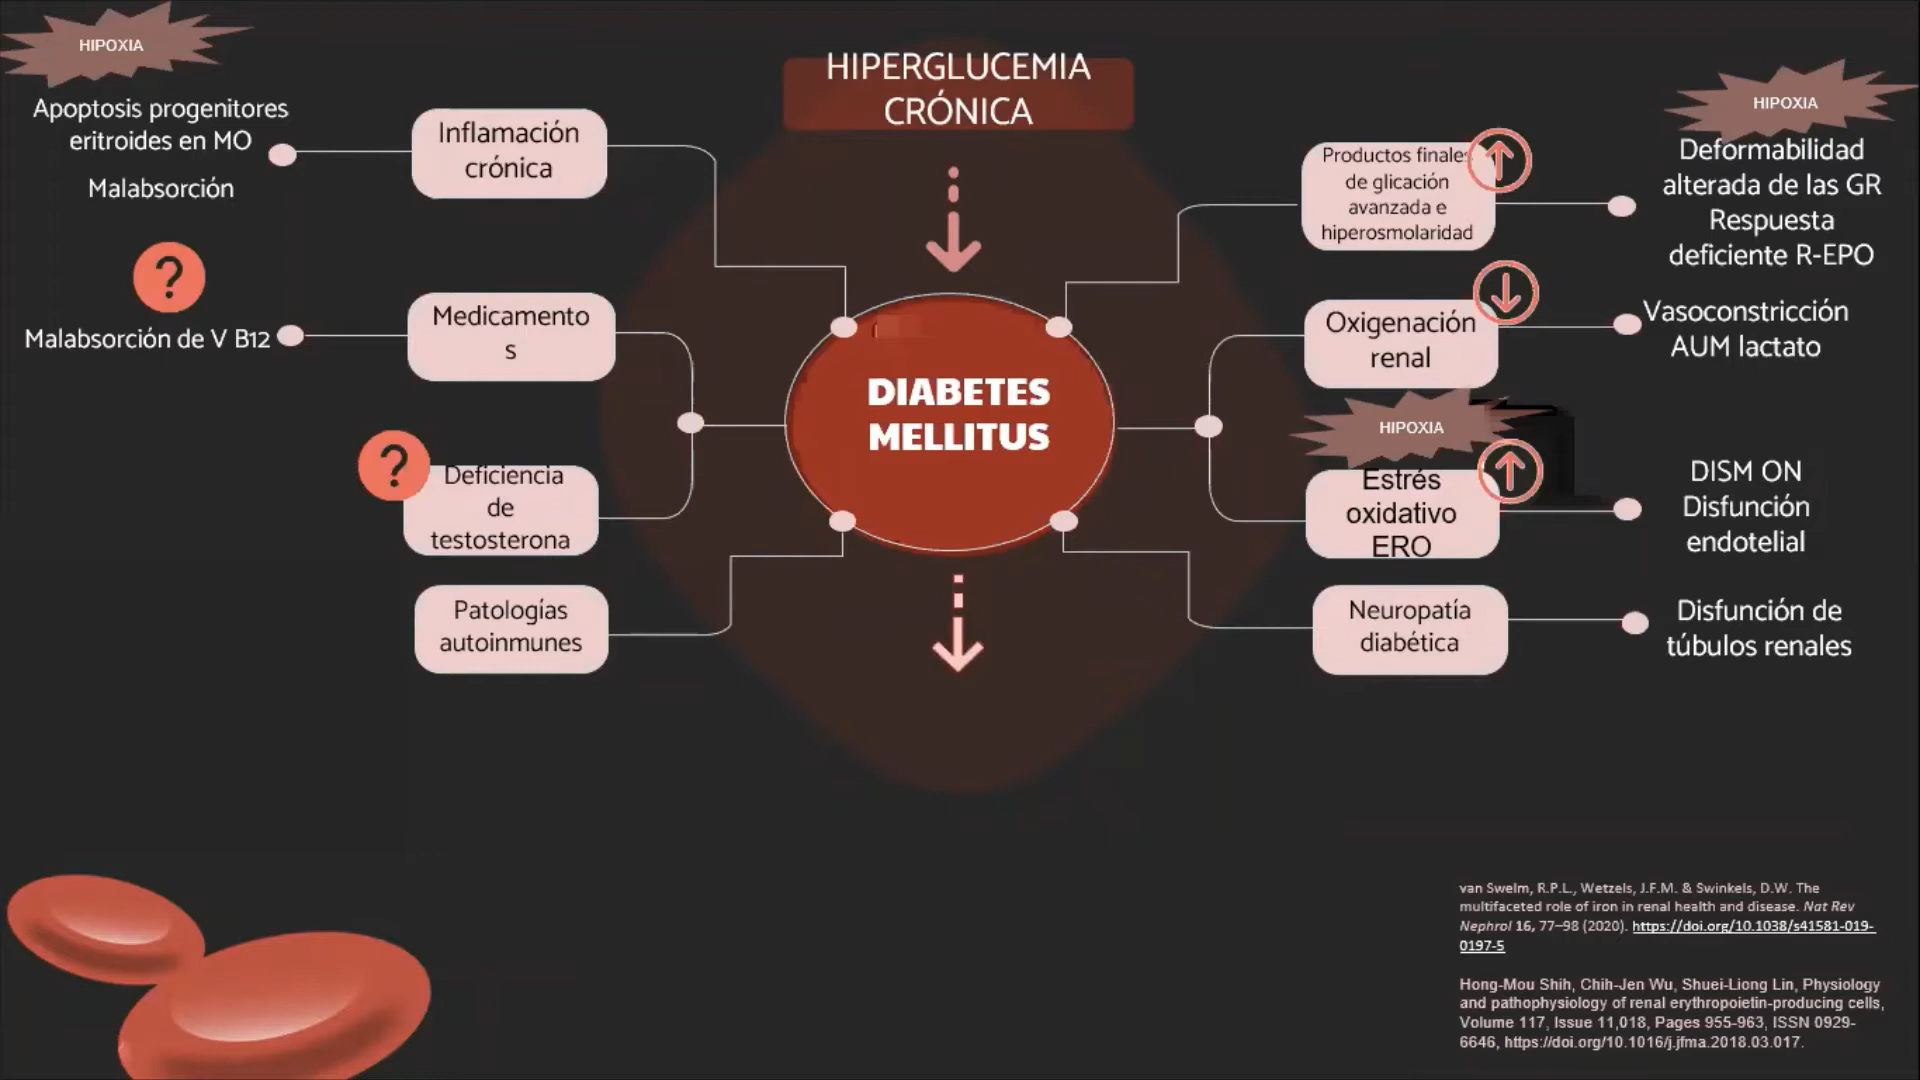 HIPOXIA
Apoptosis progenitores
eritroides en MO
Malabsorción
?
Malabsorción de V B12
Inflamación
crónica
Medicamento
s
?
Deficiencia
de
testosterona
Patologías
autoinmunes
HIPERGLUCEMIA
CRÓNICA
DIABETES
MELLITUS
Productos finales
de glicación
avanzada e
hiperosmolaridad
Oxigenación
renal
HIPOXIA
Estrés
oxidativo
ERO
Neuropatía
diabética
HIPOXIA
Deformabilidad
alterada de las GR
Respuesta
deficiente R-EPO
Vasoconstricción
AUM lactato
DISM ON
Disfunción
endotelial
Disfunción de
túbulos renales
van Swelm, R.P.L., Wetzels, J.F.M. & Swinkels, D.W. The
multifaceted role of iron in renal health and disease. Nat Rev
Nephrol 16, 77–98 (2020). https://doi.org/10.1038/s41581-019-
0197-5
Hong-Mou Shih, Chih-Jen Wu, Shuei-Liong Lin, Physiology
and pathophysiology of renal erythropoietin-producing cells,
Volume 117, Issue 11,018, Pages 955-963, ISSN 0929-
6646, https://doi.org/10.1016/j.jfma.2018.03.017.